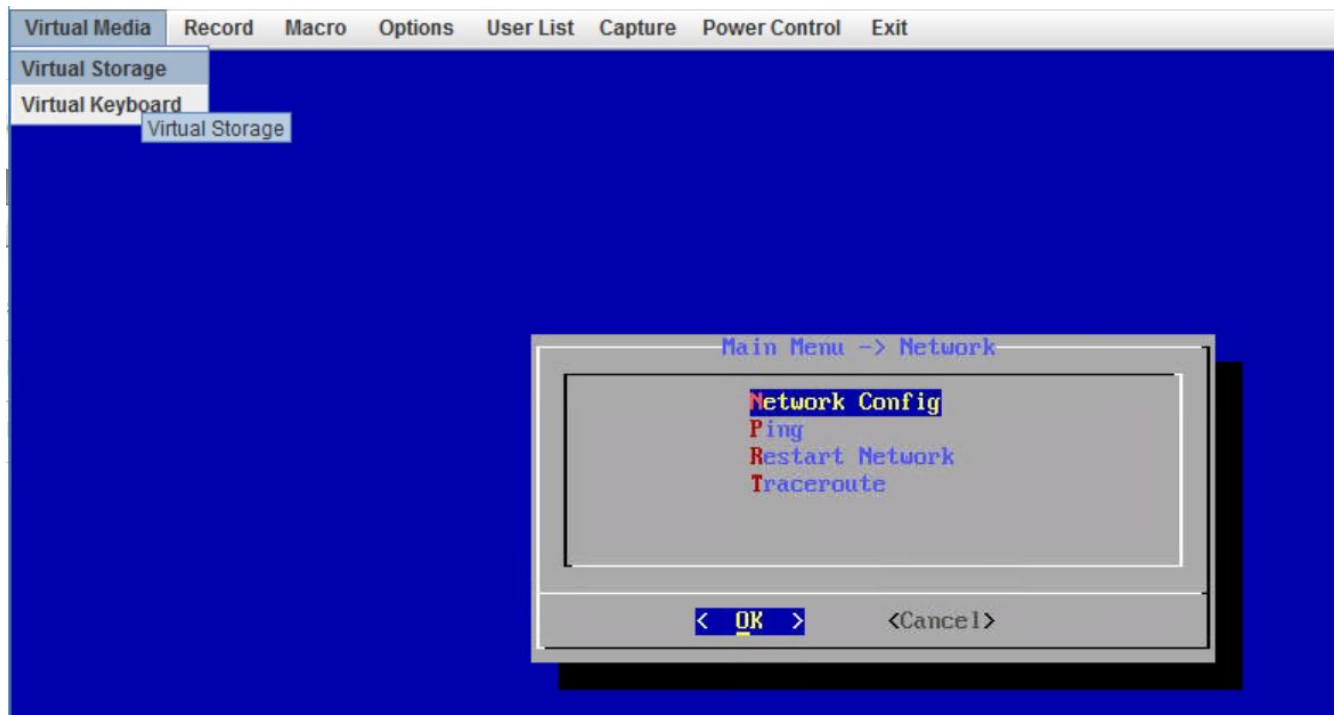 Virtual Media Record Macro Options User List Capture Power Control Exit
Virtual Storage
Virtual Keyboard
Virtual Storage
Main Menu -> Network
Network Config
Ping
Restart Network
Traceroute
< OK > <Cancel>